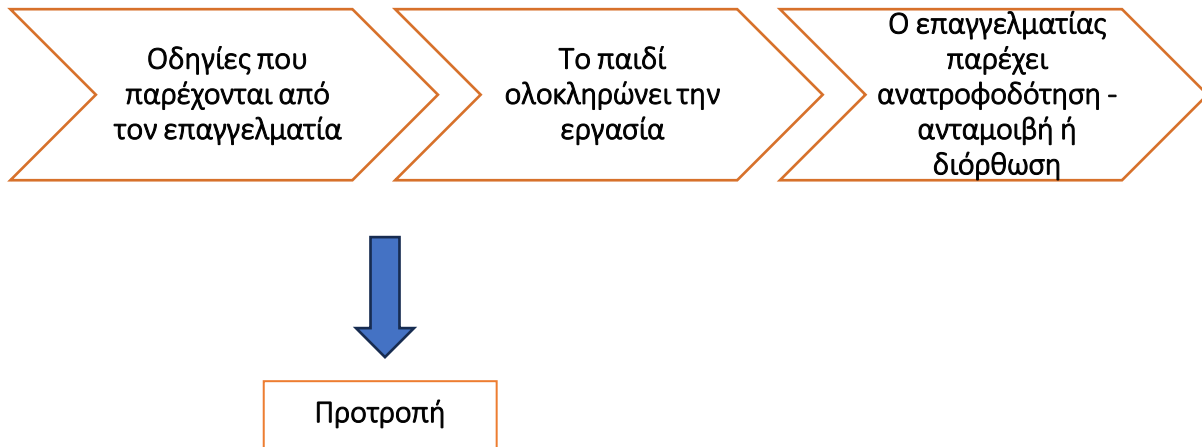 Οδηγίες που
παρέχονται από
τον επαγγελματία
Το παιδί
ολοκληρώνει την
εργασία
Ο επαγγελματίας
παρέχει
ανατροφοδότηση -
ανταμοιβή ή
διόρθωση
Προτροπή